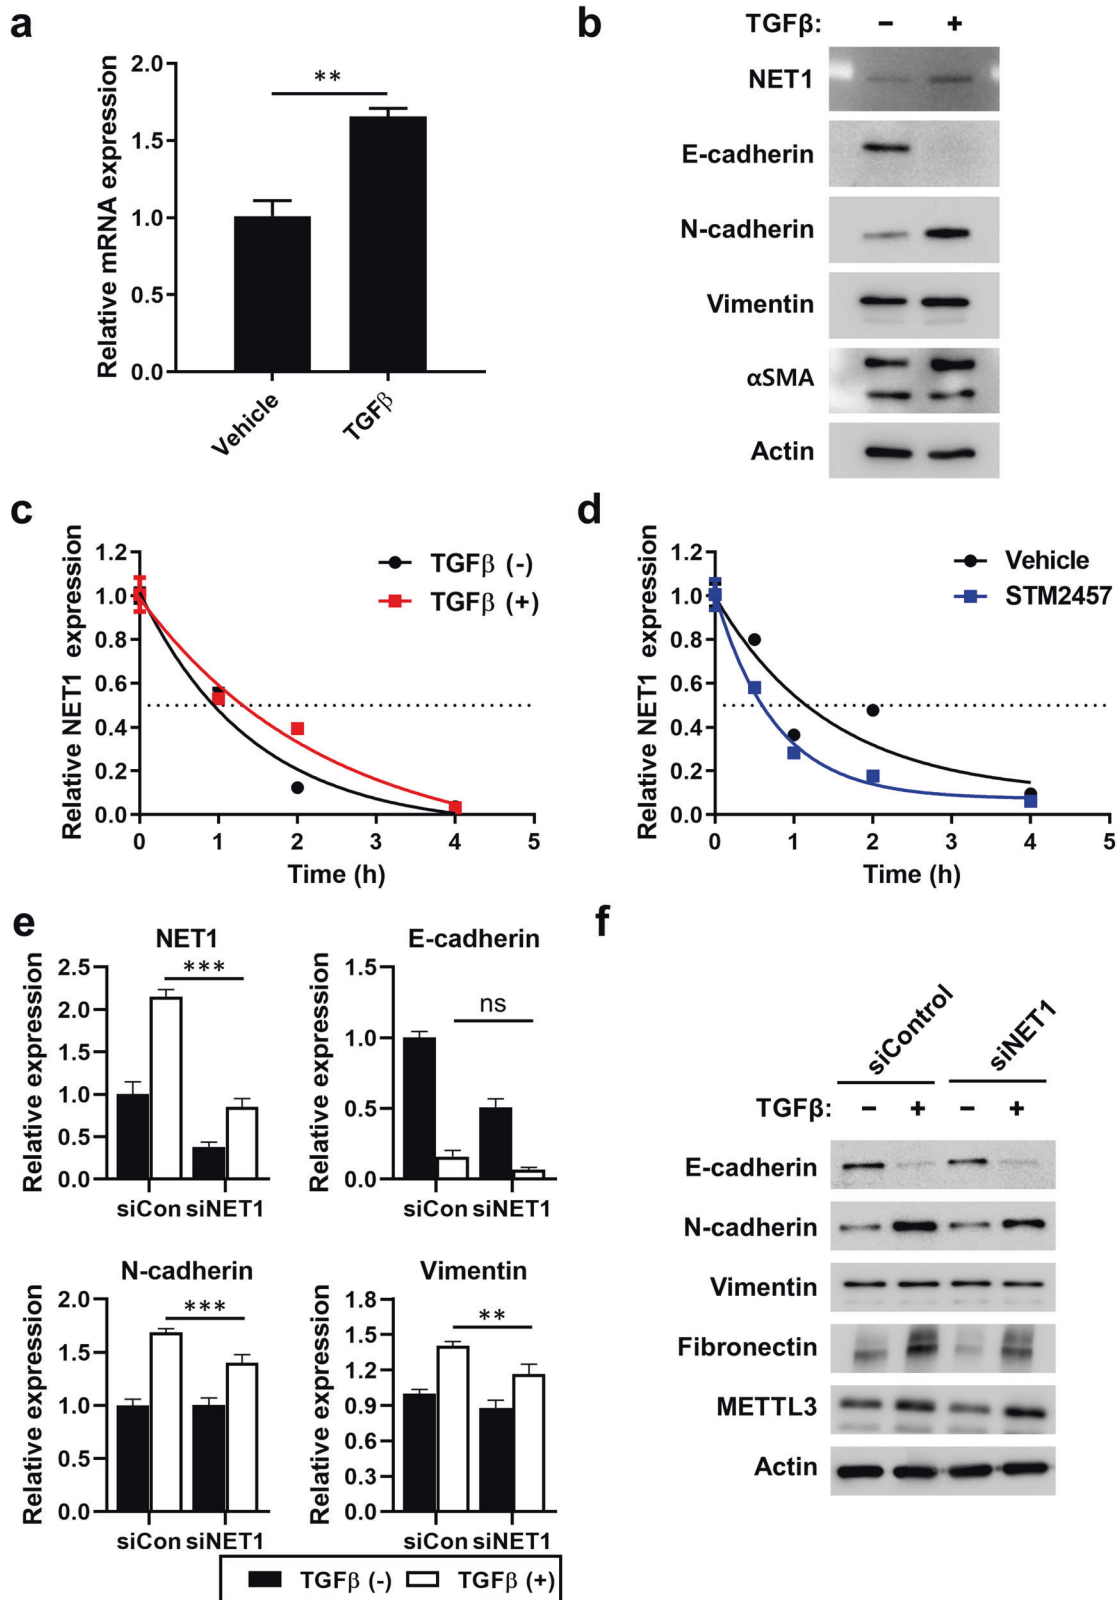 a
Relative mRNA expression
2.0
1.5
1.0
0.5
0.0
**
Vehicle
TGFβ
b
TGFβ: − +
NET1
E-cadherin
N-cadherin
Vimentin
αSMA
Actin
c
Relative NET1 expression
1.2
1.0
0.8
0.6
0.4
0.2
0.0
TGFβ (-)
TGFβ (+)
0 1 2 3 4 5
Time (h)
d
Relative NET1 expression
1.2
1.0
0.8
0.6
0.4
0.2
0.0
Vehicle
STM2457
0 1 2 3 4 5
Time (h)
e
NET1
Relative expression
2.5
2.0
1.5
1.0
0.5
0.0
***
siCon siNET1
E-cadherin
Relative expression
1.5
1.0
0.5
0.0
ns
siCon siNET1
N-cadherin
Relative expression
2.0
1.5
1.0
0.5
0.0
***
siCon siNET1
Vimentin
Relative expression
1.8
1.5
1.2
0.9
0.6
0.3
0.0
**
siCon siNET1
TGFβ (-) TGFβ (+)
f
siControl siNET1
TGFβ: − + − +
E-cadherin
N-cadherin
Vimentin
Fibronectin
METTL3
Actin